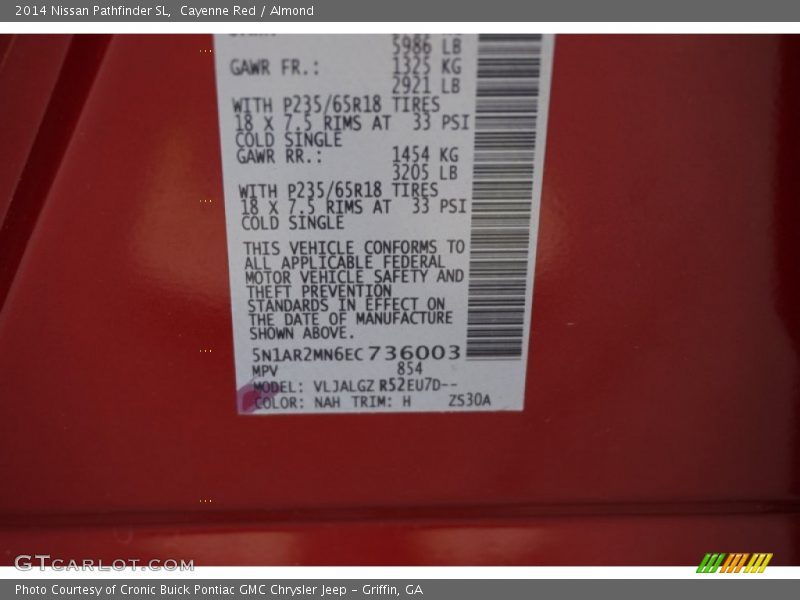 2014 Nissan Pathfinder SL,  Cayenne Red / Almond
5986 LB
GAWR FR.: 1325 KG
2921 LB
WITH P235/65R18 TIRES
18 X 7.5 RIMS AT 33 PSI
COLD SINGLE
GAWR RR.: 1454 KG
3205 LB
WITH P235/65R18 TIRES
18 X 7.5 RIMS AT 33 PSI
COLD SINGLE
THIS VEHICLE CONFORMS TO
ALL APPLICABLE FEDERAL
MOTOR VEHICLE SAFETY AND
THEFT PREVENTION
STANDARDS IN EFFECT ON
THE DATE OF MANUFACTURE
SHOWN ABOVE.
5N1AR2MN6EC736003
MPV 854
MODEL: VLJALGZ R52EU7D--
COLOR: NAH TRIM: H ZS30A
GTCARLOT.COM
Photo Courtesy of Cronic Buick Pontiac GMC Chrysler Jeep - Griffin, GA